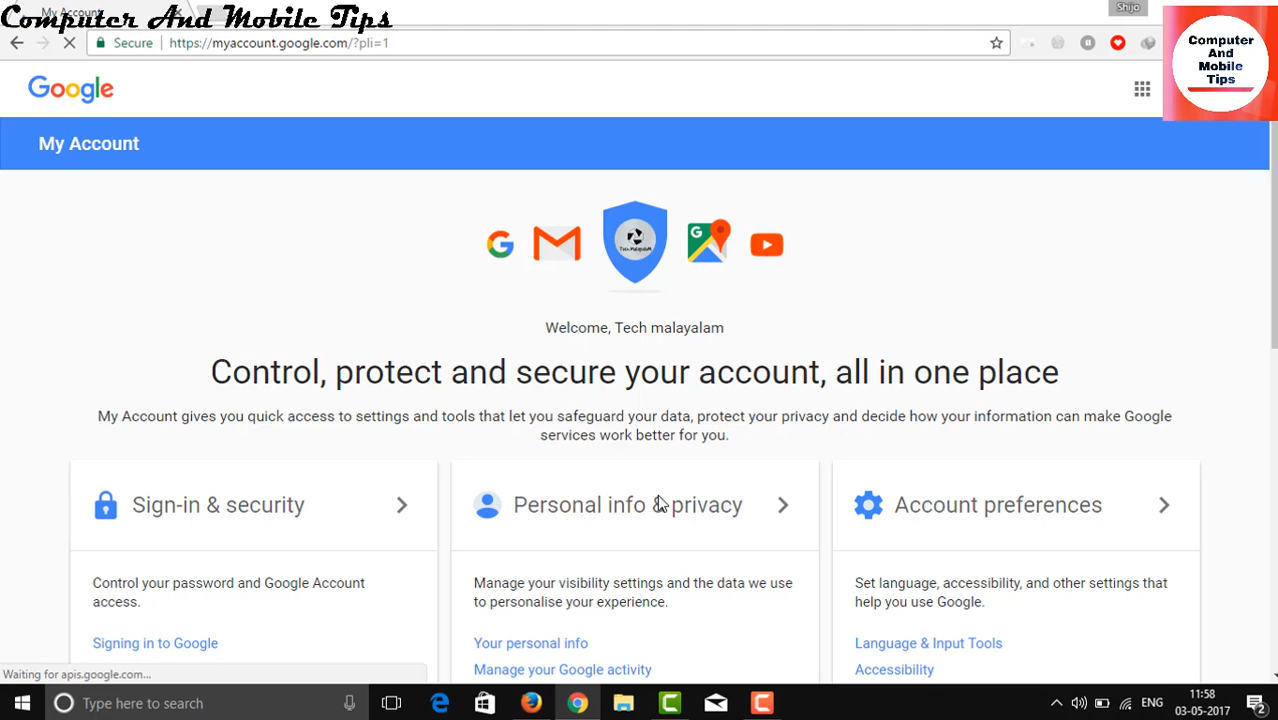 My Account
Computer And Mobile Tips
Shijo
Secure
https://myaccount.google.com/?pli=1
Computer
And
Mobile
Tips
Google
My Account
G
Tech Malayalam
Welcome, Tech malayalam
Control, protect and secure your account, all in one place
My Account gives you quick access to settings and tools that let you safeguard your data, protect your privacy and decide how your information can make Google
services work better for you.
Sign-in & security
Personal info & privacy
Account preferences
Control your password and Google Account
access.
Manage your visibility settings and the data we use
to personalise your experience.
Set language, accessibility, and other settings that
help you use Google.
Signing in to Google
Your personal info
Language & Input Tools
Manage your Google activity
Accessibility
Waiting for apis.google.com...
Type here to search
ENG
11:58
03-05-2017
2